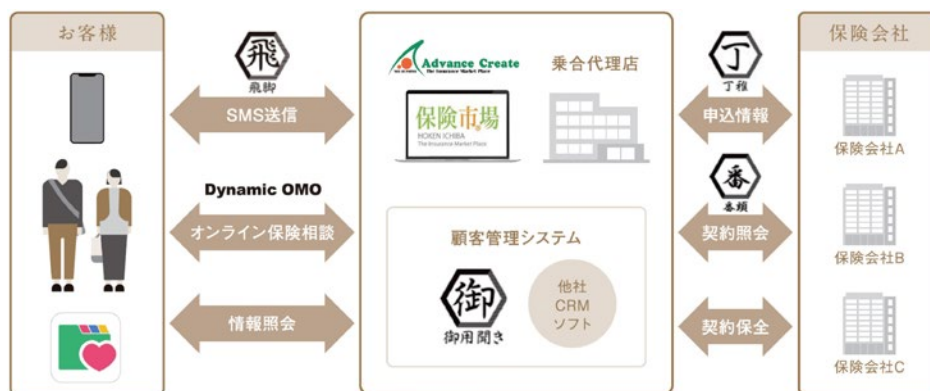 お客様
飛
飛脚
SMS送信
Dynamic OMO
オンライン保険相談
情報照会
Advance Create
The Insurance Market Place
乗合代理店
保険市場
HOKEN ICHIBA
The Insurance Market Place
顧客管理システム
御
御用聞き
他社
CRM
ソフト
丁
丁稚
申込情報
番
番頭
契約照会
契約保全
保険会社
保険会社A
保険会社B
保険会社C